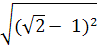 √((√2 − 1)²)